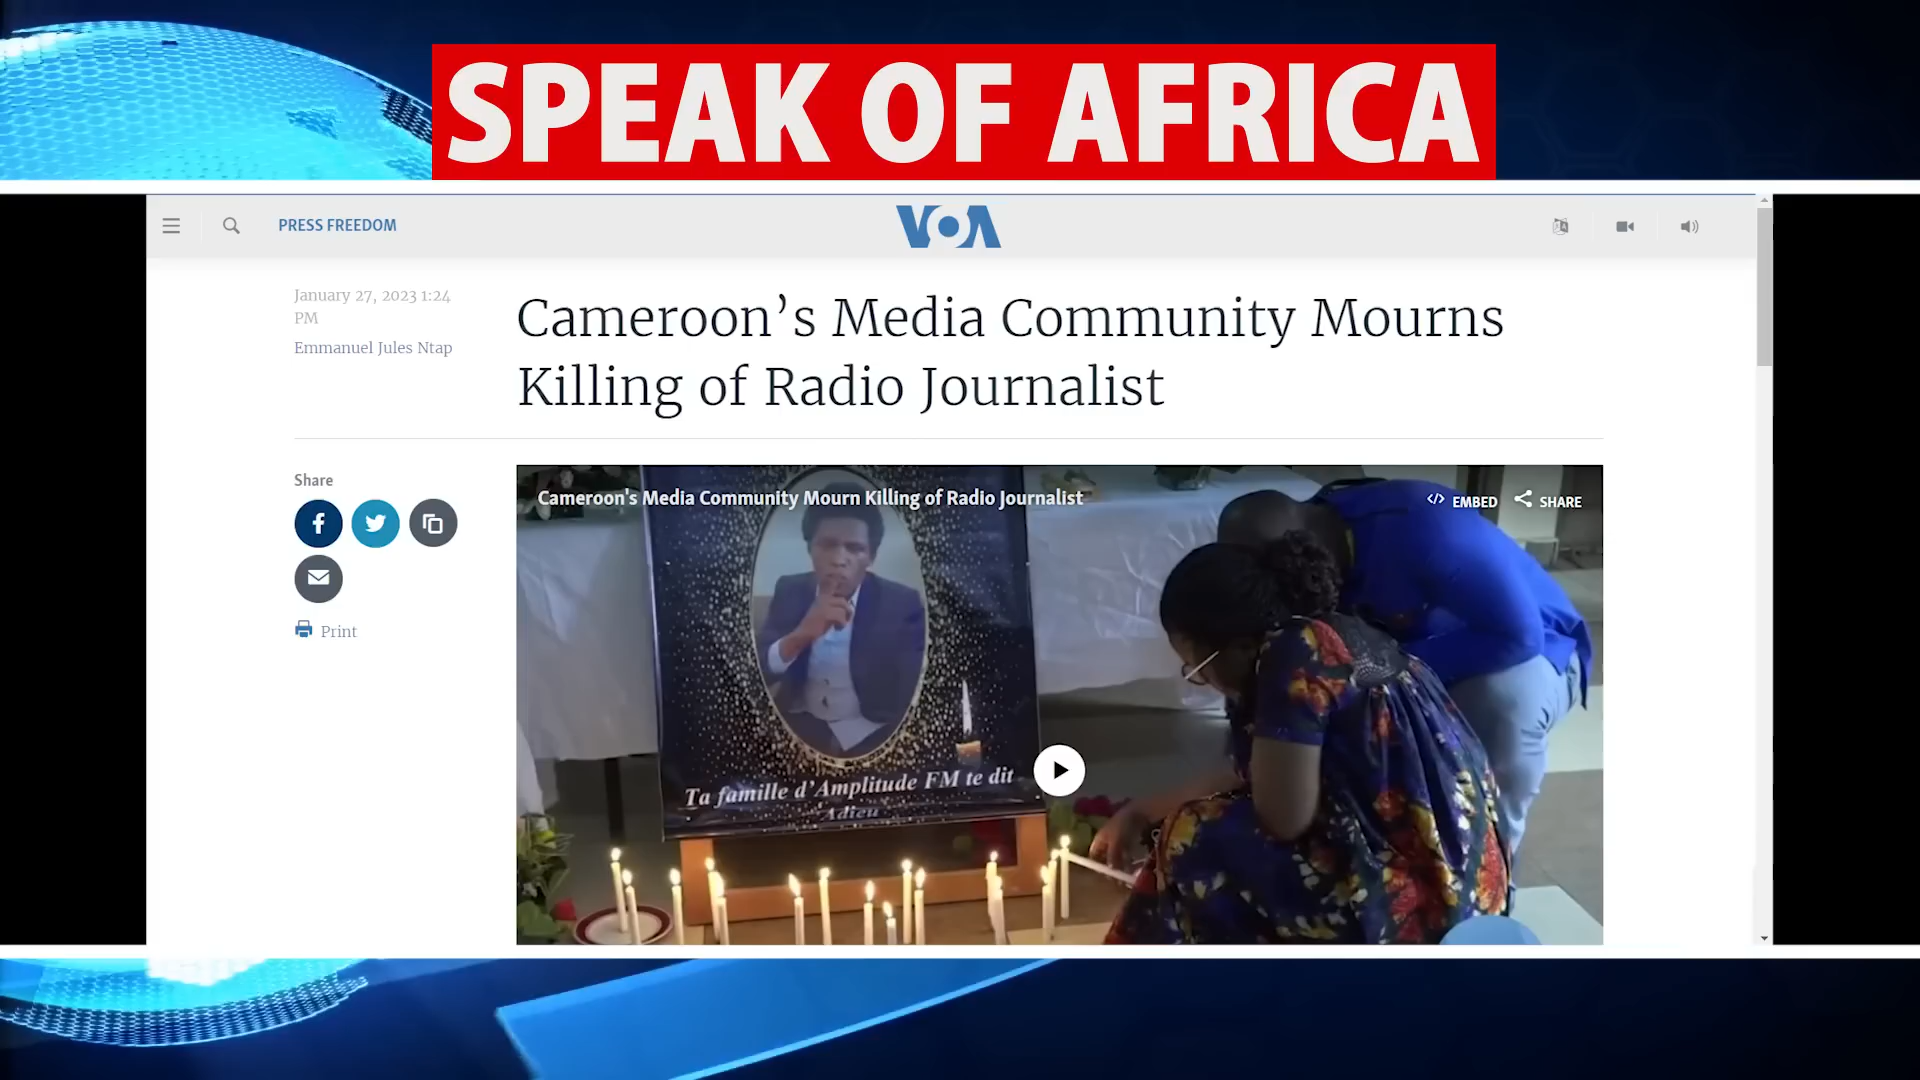 SPEAK OF AFRICA
PRESS FREEDOM
VOA
January 27, 2023 1:24
PM
Emmanuel Jules Ntap
Cameroon’s Media Community Mourns
Killing of Radio Journalist
Share
Print
Cameroon's Media Community Mourn Killing of Radio Journalist
EMBED
SHARE
Ta famille d'Amplitude FM te dit
Adieu